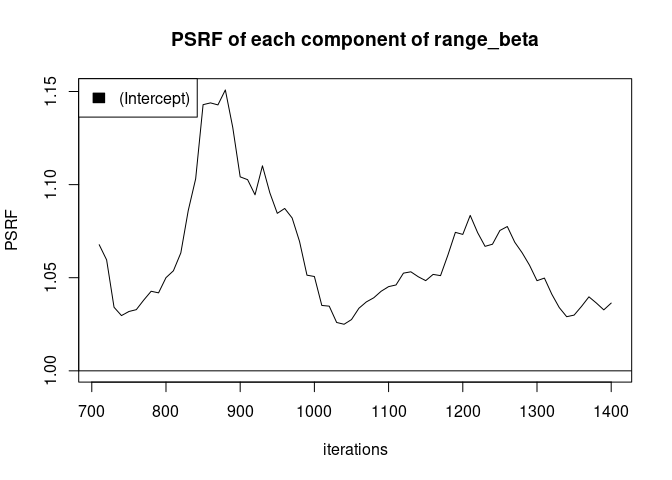 PSRF of each component of range_beta
(Intercept)
PSRF
1.15
1.10
1.05
1.00
700 800 900 1000 1100 1200 1300 1400
iterations